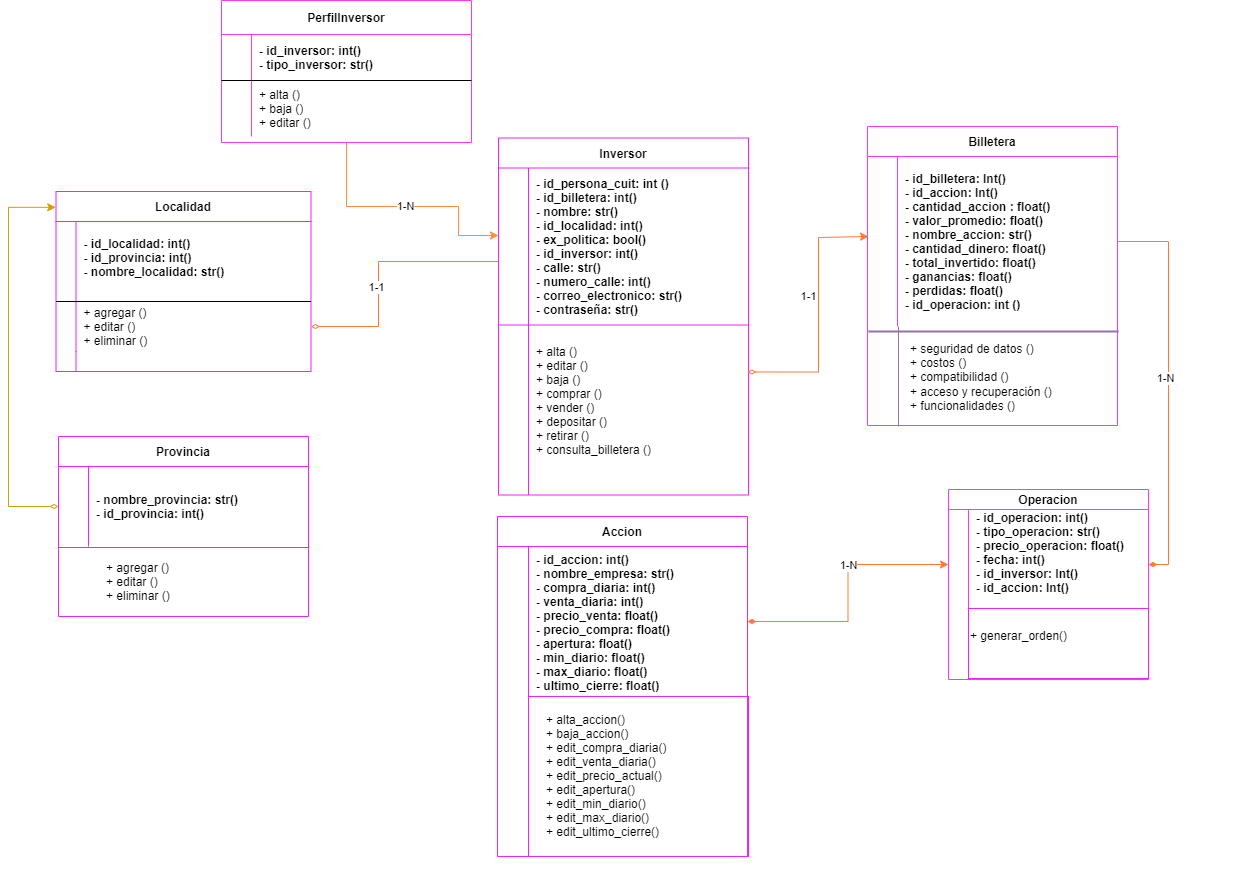 PerfilInversor
- id_inversor: int()
- tipo_inversor: str()
+ alta ()
+ baja ()
+ editar ()
1-N
Localidad
- id_localidad: int()
- id_provincia: int()
- nombre_localidad: str()
+ agregar ()
+ editar ()
+ eliminar ()
1-1
Provincia
- nombre_provincia: str()
- id_provincia: int()
+ agregar ()
+ editar ()
+ eliminar ()
Inversor
- id_persona_cuit: int ()
- id_billetera: int()
- nombre: str()
- id_localidad: int()
- ex_politica: bool()
- id_inversor: int()
- calle: str()
- numero_calle: int()
- correo_electronico: str()
- contraseña: str()
+ alta ()
+ editar ()
+ baja ()
+ comprar ()
+ vender ()
+ depositar ()
+ retirar ()
+ consulta_billetera ()
1-1
Billetera
- id_billetera: Int()
- id_accion: Int()
- cantidad_accion : float()
- valor_promedio: float()
- nombre_accion: str()
- cantidad_dinero: float()
- total_invertido: float()
- ganancias: float()
- perdidas: float()
- id_operacion: int ()
+ seguridad de datos ()
+ costos ()
+ compatibilidad ()
+ acceso y recuperación ()
+ funcionalidades ()
1-N
Accion
- id_accion: int()
- nombre_empresa: str()
- compra_diaria: int()
- venta_diaria: int()
- precio_venta: float()
- precio_compra: float()
- apertura: float()
- min_diario: float()
- max_diario: float()
- ultimo_cierre: float()
+ alta_accion()
+ baja_accion()
+ edit_compra_diaria()
+ edit_venta_diaria()
+ edit_precio_actual()
+ edit_apertura()
+ edit_min_diario()
+ edit_max_diario()
+ edit_ultimo_cierre()
1-N
Operacion
- id_operacion: int()
- tipo_operacion: str()
- precio_operacion: float()
- fecha: int()
- id_inversor: Int()
- id_accion: Int()
+ generar_orden()